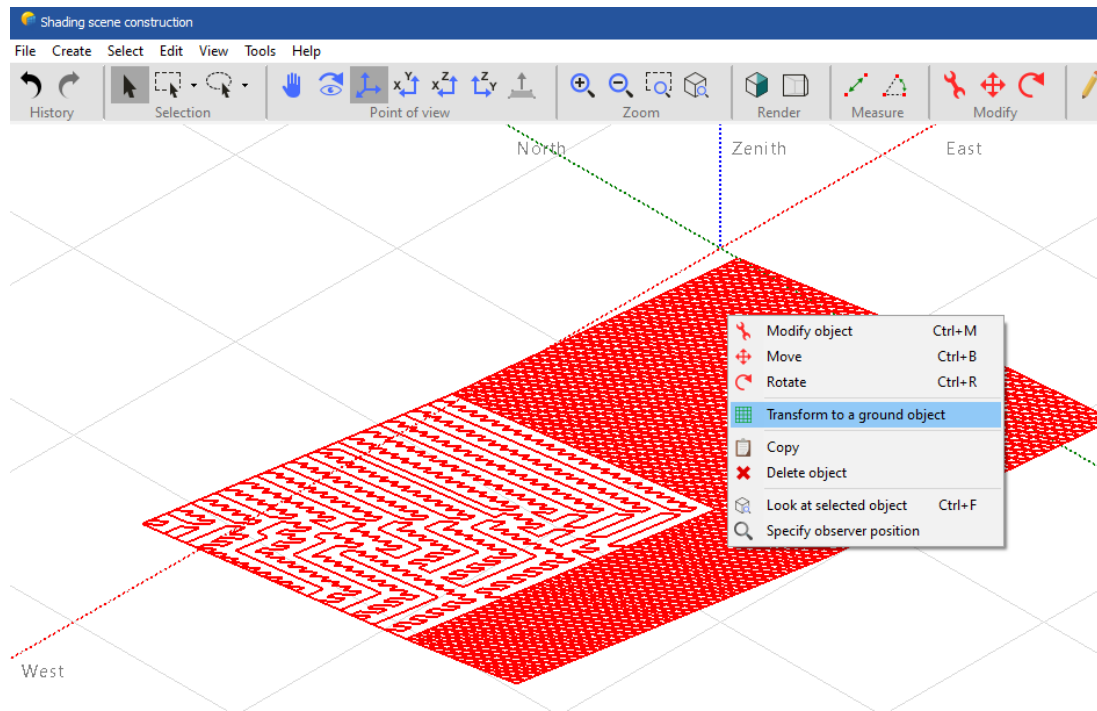 Shading scene construction
File Create Select Edit View Tools Help
X Y X Z Z Y
History Selection Point of view Zoom Render Measure Modify
North Zenith East
Modify object Ctrl+M
Move Ctrl+B
Rotate Ctrl+R
Transform to a ground object
Copy
Delete object
Look at selected object Ctrl+F
Specify observer position
West